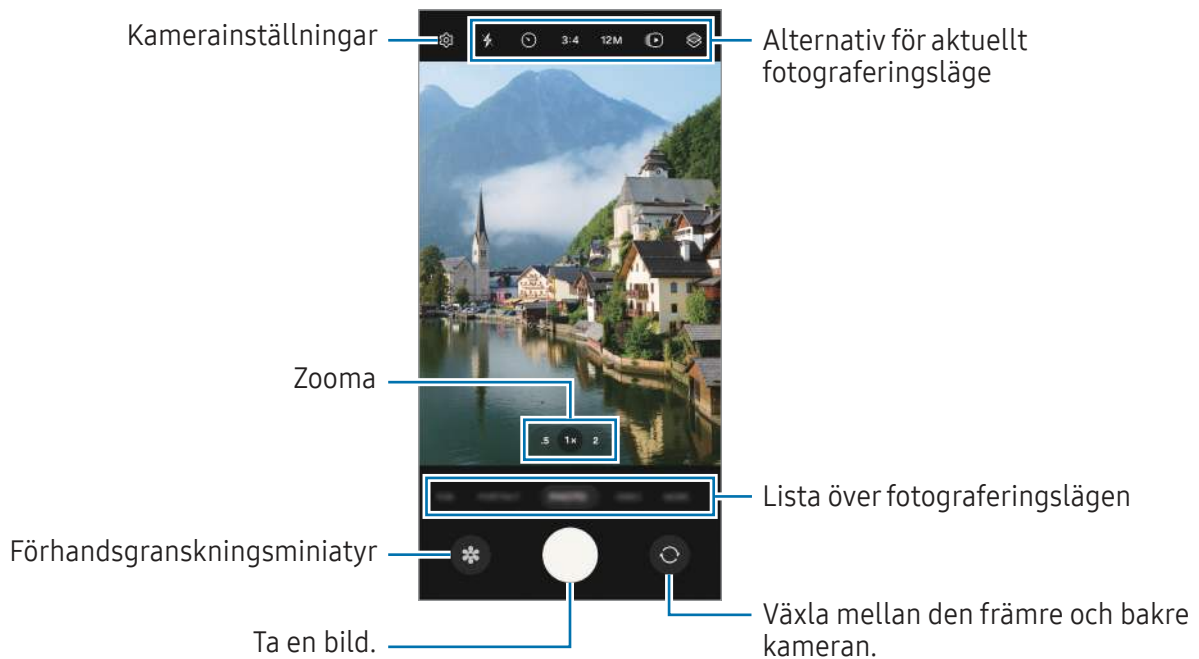 Kamerainställningar
3:4 12M
Alternativ för aktuellt
fotograferingsläge
Zooma
.5 1x 2
Lista över fotograferingslägen
Förhandsgranskningsminiatyr
Ta en bild.
Växla mellan den främre och bakre
kameran.